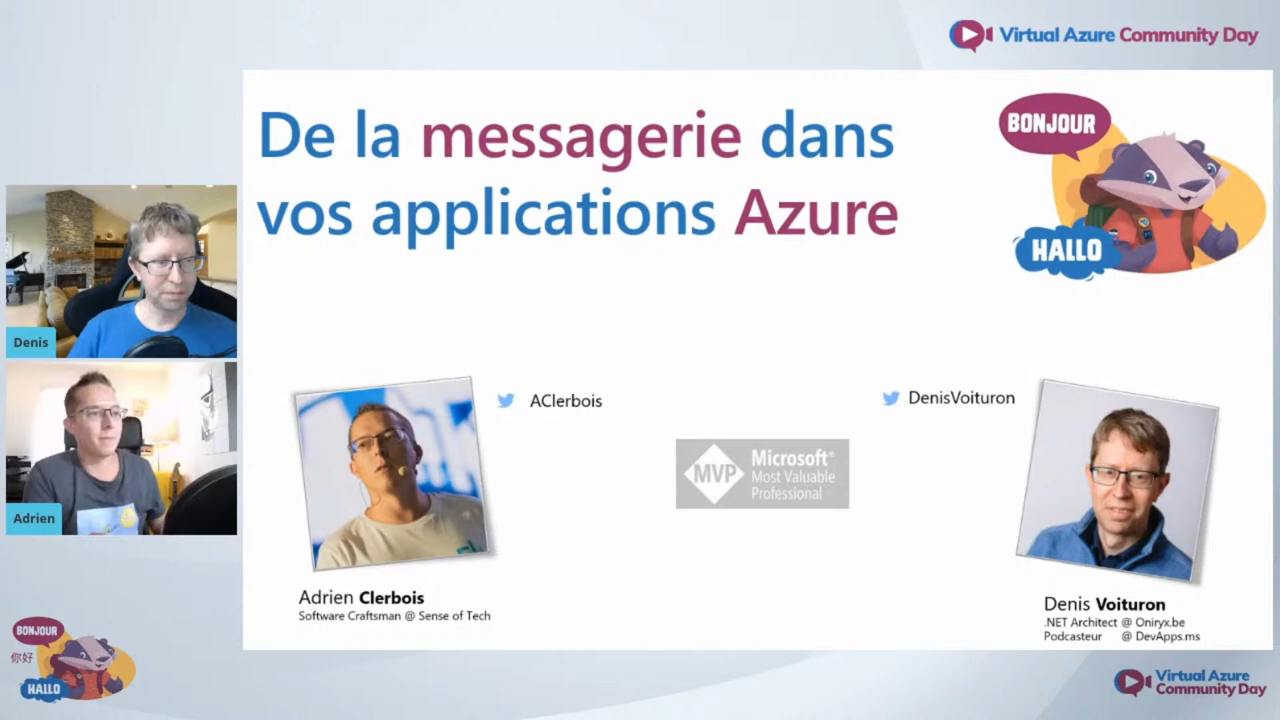 Virtual Azure Community Day
De la messagerie dans
vos applications Azure
BONJOUR
HALLO
Denis
Adrien
AClerbois
DenisVoituron
MVP
Microsoft®
Most Valuable
Professional
Adrien Clerbois
Software Craftsman @ Sense of Tech
Denis Voituron
.NET Architect @ Oniryx.be
Podcasteur @ DevApps.ms
BONJOUR
你好
HALLO
Virtual Azure
Community Day